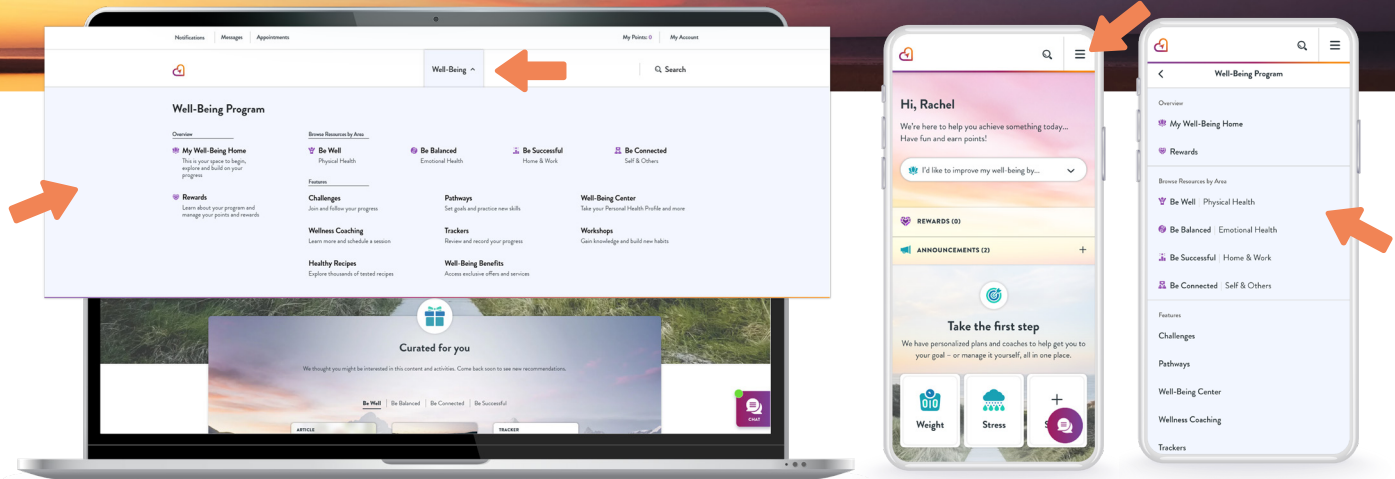 Notifications Messages Appointments
My Points: 0 My Account
Well-Being
Search
Well-Being Program
Overview
My Well-Being Home
This is your space to begin,
explore and build on your
progress
Rewards
Learn about your program and
manage your points and rewards
Browse Resources by Area
Be Well
Physical Health
Be Balanced
Emotional Health
Be Successful
Home & Work
Be Connected
Self & Others
Features
Challenges
Join and follow your progress
Pathways
Set goals and practice new skills
Well-Being Center
Take your Personal Health Profile and more
Wellness Coaching
Learn more and schedule a session
Trackers
Review and record your progress
Workshops
Gain knowledge and build new habits
Healthy Recipes
Explore thousands of tested recipes
Well-Being Benefits
Access exclusive offers and services
Curated for you
We thought you might be interested in this content and activities. Come back soon to see new recommendations.
Be Well Be Balanced Be Connected Be Successful
ARTICLE
TRACKER
CHAT
Hi, Rachel
We're here to help you achieve something today...
Have fun and earn points!
I'd like to improve my well-being by...
REWARDS (0)
ANNOUNCEMENTS (2) +
Take the first step
We have personalized plans and coaches to help get you to
your goal – or manage it yourself, all in one place.
Weight
Stress
+
Well-Being Program
Overview
My Well-Being Home
Rewards
Browse Resources by Area
Be Well | Physical Health
Be Balanced | Emotional Health
Be Successful | Home & Work
Be Connected | Self & Others
Features
Challenges
Pathways
Well-Being Center
Wellness Coaching
Trackers